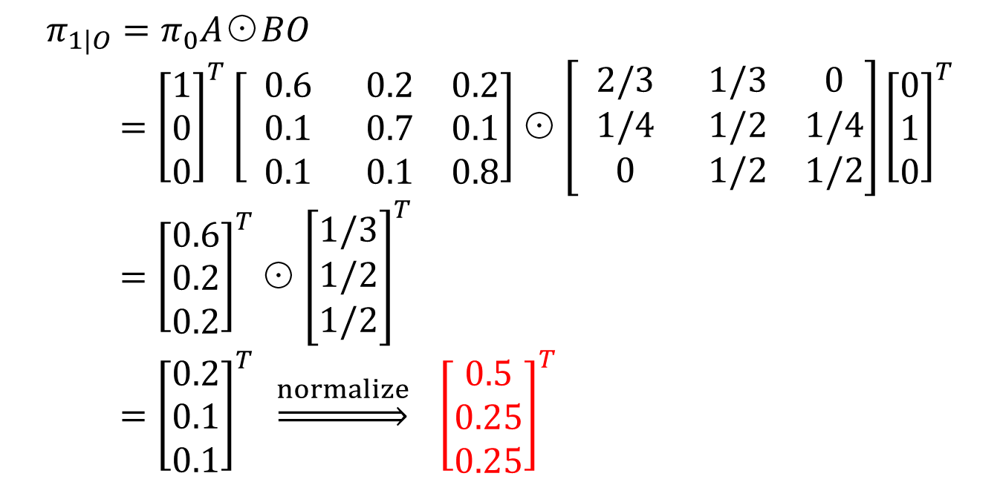 π₁|O = π₀A⊙BO
= [1 0 0]ᵀ [0.6 0.2 0.2; 0.1 0.7 0.1; 0.1 0.1 0.8] ⊙ [2/3 1/3 0; 1/4 1/2 1/4; 0 1/2 1/2] [0 1 0]ᵀ
= [0.6 0.2 0.2]ᵀ ⊙ [1/3 1/2 1/2]ᵀ
= [0.2 0.1 0.1]ᵀ normalize ⟹ [0.5 0.25 0.25]ᵀ